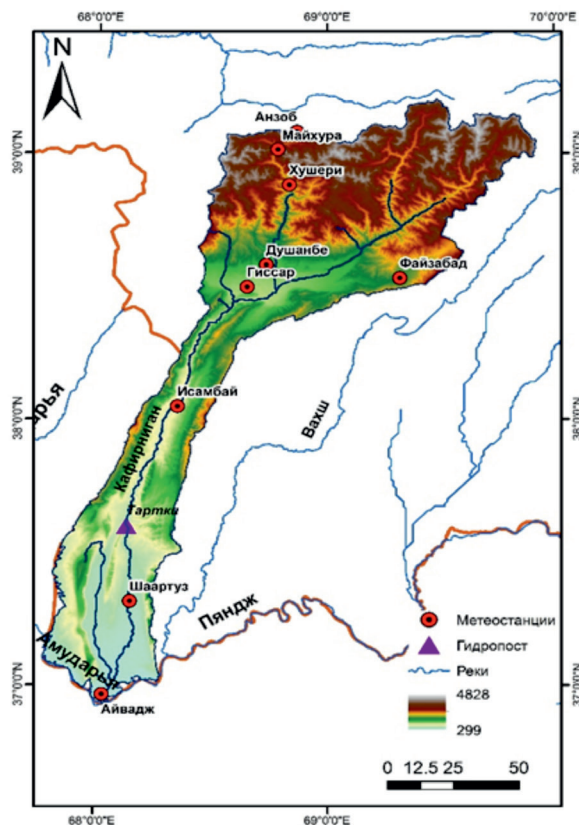 68°0'0"E 69°0'0"E 70°0'0"E
N
Анзоб
39°0'0"N Майхура 39°0'0"N
Хушери
Душанбе
Файзабад
Гиссар
Исамбай
38°0'0"N 38°0'0"N
рья
Вахш
Кафирниган
Тартки
Шаартуз
Пяндж
Метеостанции
Гидропост
Амударья
Реки
37°0'0"N 4828 37°0'0"N
Айвадж
299
0 12.5 25 50
68°0'0"E 69°0'0"E